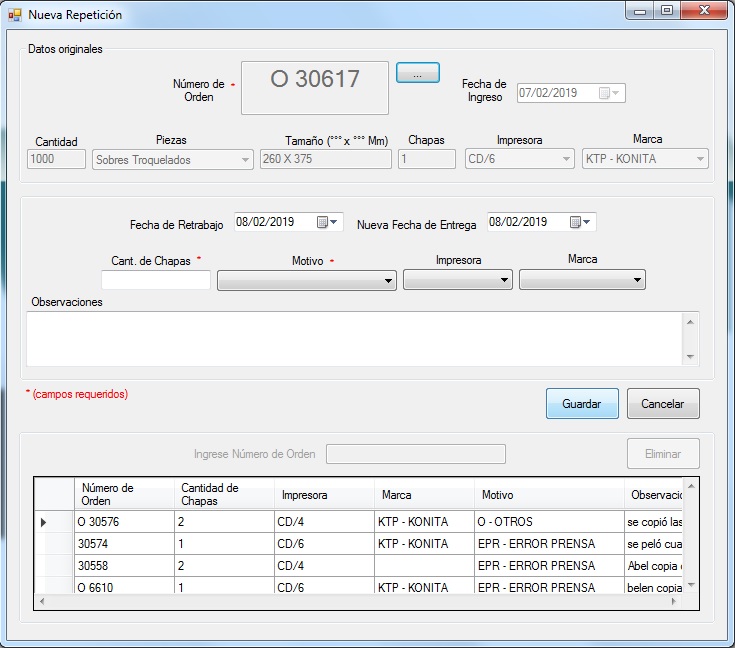 Nueva Repetición
Datos originales
Número de Orden * O 30617 ... Fecha de Ingreso 07/02/2019
Cantidad Piezas Tamaño (°°° x °°° Mm) Chapas Impresora Marca
1000 Sobres Troquelados 260 X 375 1 CD/6 KTP - KONITA
Fecha de Retrabajo 08/02/2019 Nueva Fecha de Entrega 08/02/2019
Cant. de Chapas * Motivo * Impresora Marca
Observaciones
* (campos requeridos)
Guardar Cancelar
Ingrese Número de Orden Eliminar
Número de Orden Cantidad de Chapas Impresora Marca Motivo Observacio
O 30576 2 CD/4 KTP - KONITA O - OTROS se copió las
30574 1 CD/6 KTP - KONITA EPR - ERROR PRENSA se peló cua
30558 2 CD/4 EPR - ERROR PRENSA Abel copia
O 6610 1 CD/6 KTP - KONITA EPR - ERROR PRENSA belen copia